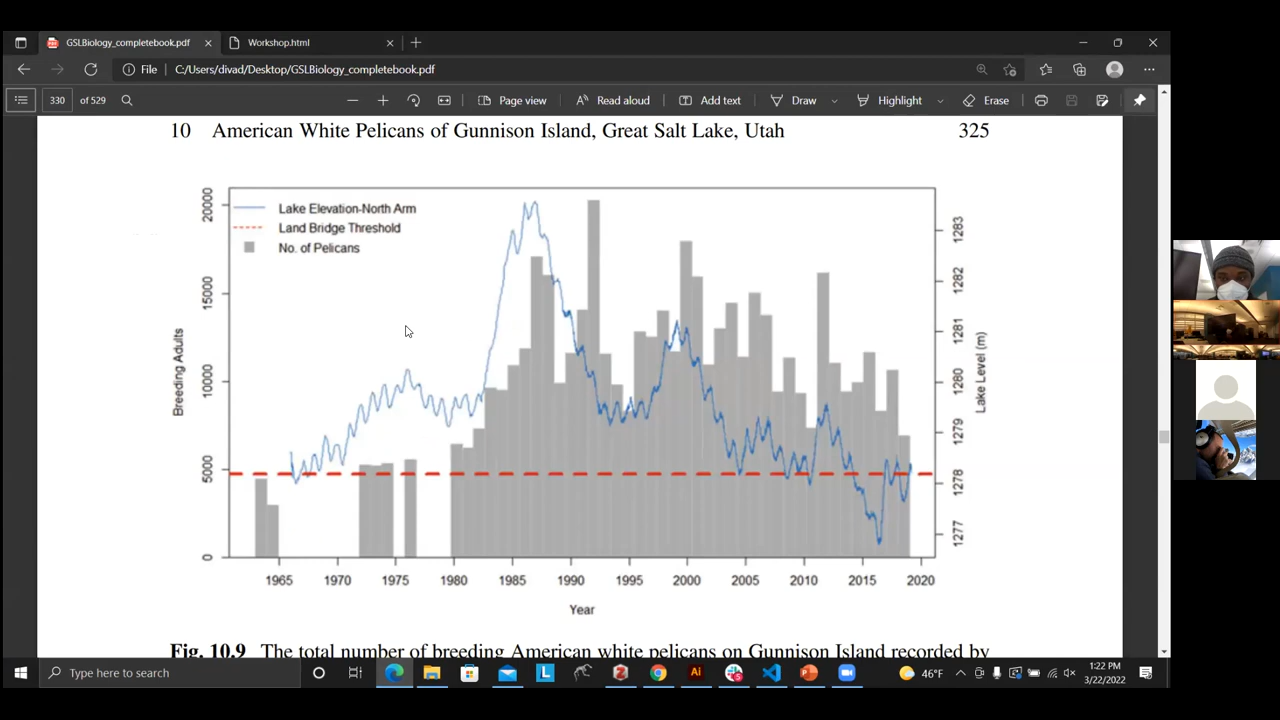 GSLBiology_completebook.pdf
Workshop.html
File
C:/Users/divad/Desktop/GSLBiology_completebook.pdf
330 of 529
Page view
Read aloud
Add text
Draw
Highlight
Erase
10 American White Pelicans of Gunnison Island, Great Salt Lake, Utah 325
Lake Elevation-North Arm
Land Bridge Threshold
No. of Pelicans
Breeding Adults
0
5000
10000
15000
20000
Lake Level (m)
1277
1278
1279
1280
1281
1282
1283
1965 1970 1975 1980 1985 1990 1995 2000 2005 2010 2015 2020
Year
Fig. 10.9 The total number of breeding American white pelicans on Gunnison Island recorded by
Type here to search
46°F
1:22 PM
3/22/2022